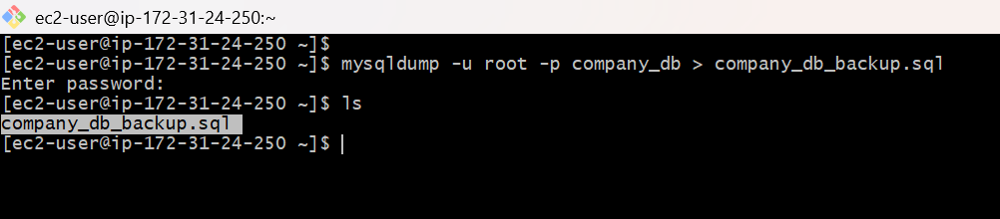 ec2-user@ip-172-31-24-250:~
[ec2-user@ip-172-31-24-250 ~]$
[ec2-user@ip-172-31-24-250 ~]$ mysqldump -u root -p company_db > company_db_backup.sql
Enter password:
[ec2-user@ip-172-31-24-250 ~]$ ls
company_db_backup.sql
[ec2-user@ip-172-31-24-250 ~]$